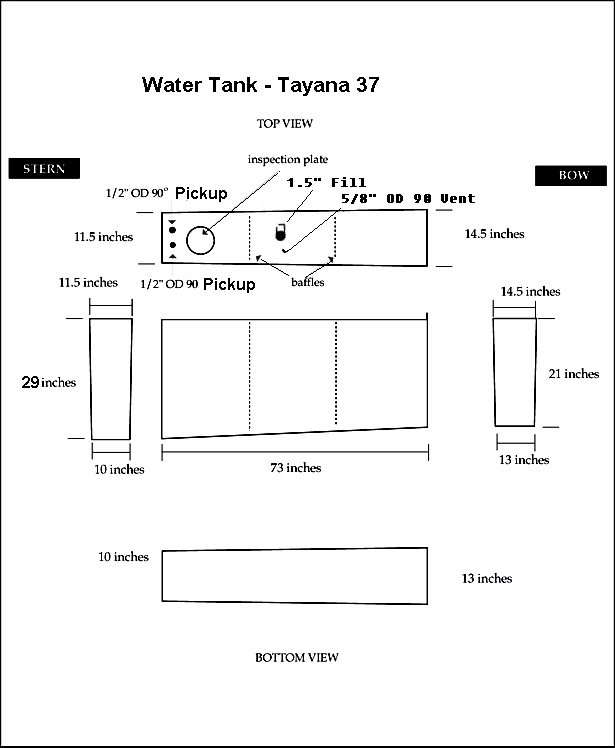 Water Tank - Tayana 37
TOP VIEW
STERN
inspection plate
BOW
1.5" Fill
1/2" OD 90° Pickup
5/8" OD 90 Vent
11.5 inches
14.5 inches
11.5 inches
1/2" OD 90 Pickup
baffles
14.5 inches
29 inches
21 inches
10 inches
73 inches
13 inches
10 inches
13 inches
BOTTOM VIEW